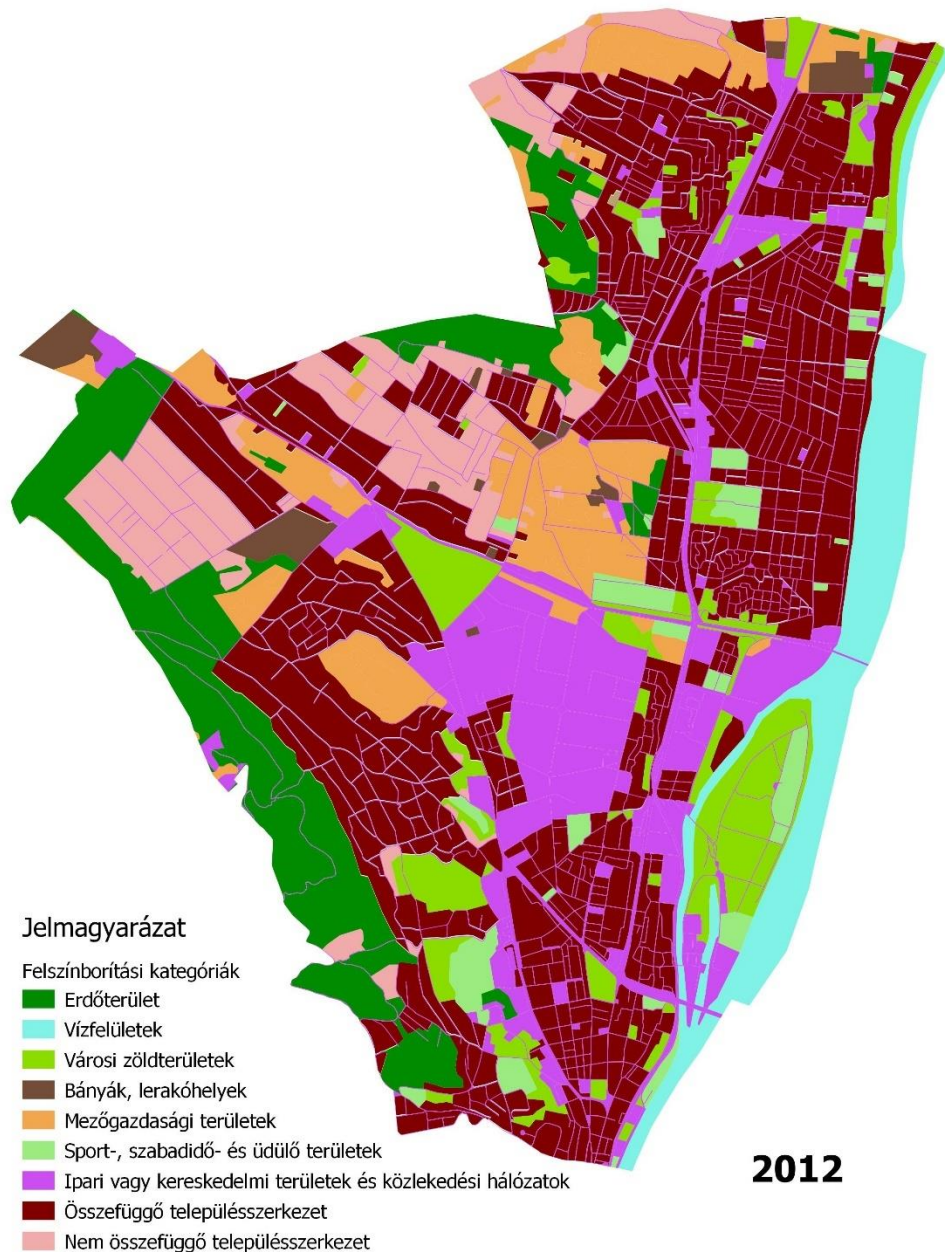 Jelmagyarázat
Felszínborítási kategóriák
Erdőterület
Vízfelületek
Városi zöldterületek
Bányák, lerakóhelyek
Mezőgazdasági területek
Sport-, szabadidő- és üdülő területek
Ipari vagy kereskedelmi területek és közlekedési hálózatok
Összefüggő településszerkezet
Nem összefüggő településszerkezet
2012